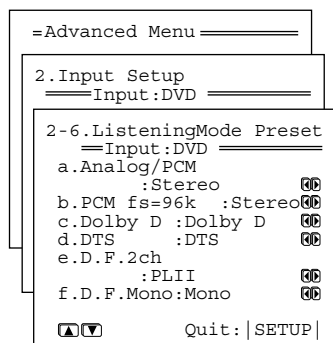 Advanced Menu
2.Input Setup
Input:DVD
2-6.ListeningMode Preset
Input:DVD
a.Analog/PCM
:Stereo
b.PCM fs=96k :Stereo
c.Dolby D :Dolby D
d.DTS :DTS
e.D.F.2ch
:PLII
f.D.F.Mono:Mono
Quit:|SETUP|